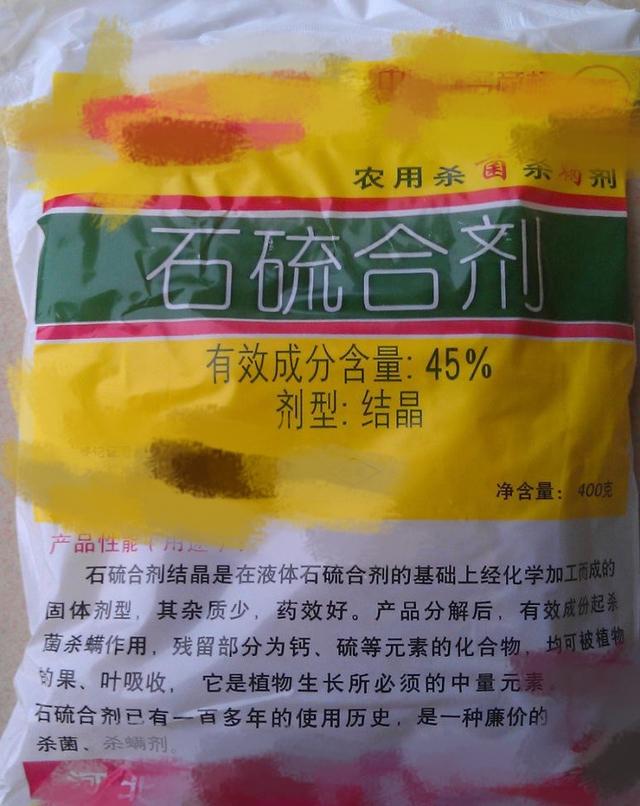 农用杀菌杀螨剂
石硫合剂
有效成分含量: 45%
剂型: 结晶
净含量: 400克
产品性能(用途):
石硫合剂结晶是在液体石硫合剂的基础上经化学加工而成的
固体剂型，其杂质少，药效好。产品分解后，有效成份起杀
菌杀螨作用，残留部分为钙、硫等元素的化合物，均可被植物
的果、叶吸收，它是植物生长所必须的中量元素。
石硫合剂已有一百多年的使用历史，是一种廉价的
杀菌、杀螨剂。